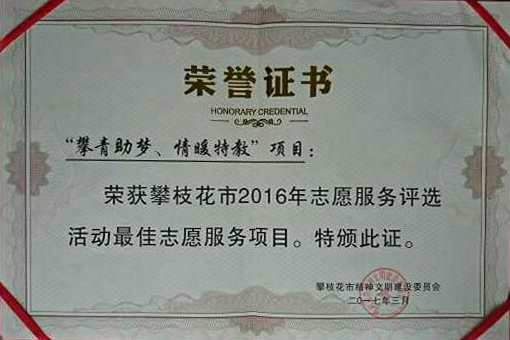 荣誉证书
HONORARY CREDENTIAL
“攀青助梦、情暖特教”项目：
荣获攀枝花市2016年志愿服务评选
活动最佳志愿服务项目。特颁此证。
攀枝花市精神文明建设委员会
二〇一七年三月